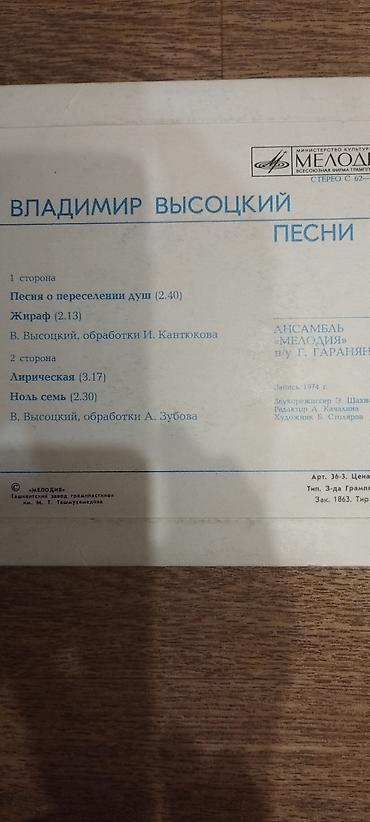 МИНИСТЕРСТВО КУЛЬТУР
МЕЛОДИ
ВСЕСОЮЗНАЯ ФИРМА ГРАМПЛ
СТЕРЕО С 62—
ВЛАДИМИР ВЫСОЦКИЙ
ПЕСНИ
1 сторона
Песня о переселении душ (2.40)
Жираф (2.13)
В. Высоцкий, обработки И. Кантюкова
2 сторона
Лирическая (3.17)
Ноль семь (2.30)
В. Высоцкий, обработки А. Зубова
АНСАМБЛЬ
«МЕЛОДИЯ»
п/у Г. ГАРАНЯН
Запись 1974 г.
Звукорежиссер Э. Шахна
Редактор А. Качалина
Художник Б. Столяров
© «МЕЛОДИЯ»
Ташкентский завод грампластинок
им. М. Т. Ташмухамедова
Арт. 36-3. Цена
Тип. З-да Грампл
Зак. 1863. Тир